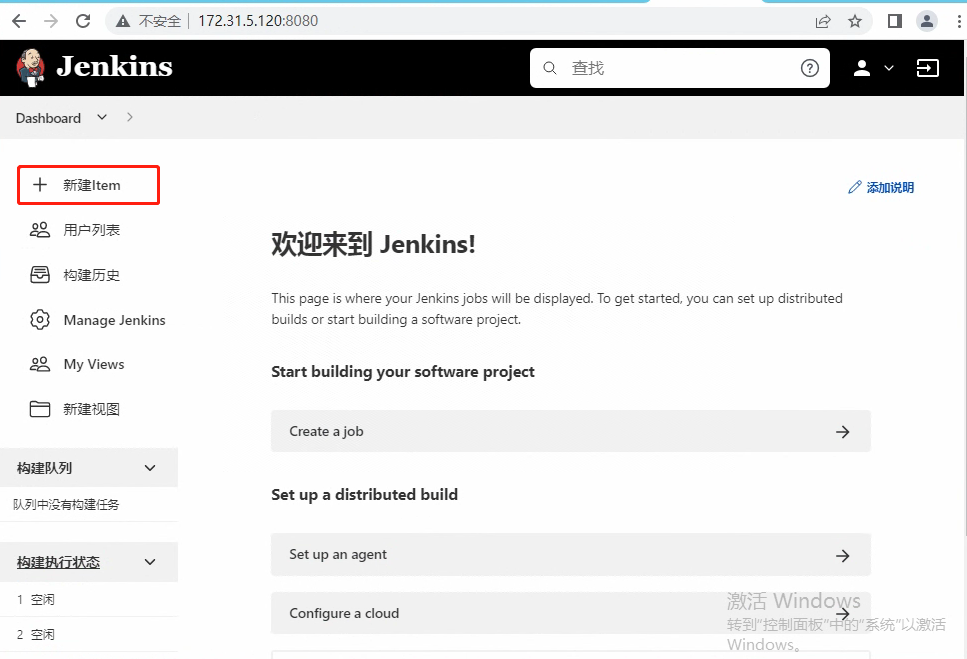 不安全 172.31.5.120:8080
Jenkins
查找
Dashboard
新建Item
添加说明
用户列表
构建历史
Manage Jenkins
My Views
新建视图
构建队列
队列中没有构建任务
构建执行状态
1 空闲
2 空闲
欢迎来到 Jenkins!
This page is where your Jenkins jobs will be displayed. To get started, you can set up distributed
builds or start building a software project.
Start building your software project
Create a job
Set up a distributed build
Set up an agent
Configure a cloud
激活 Windows
转到"控制面板"中的"系统"以激活
Windows。